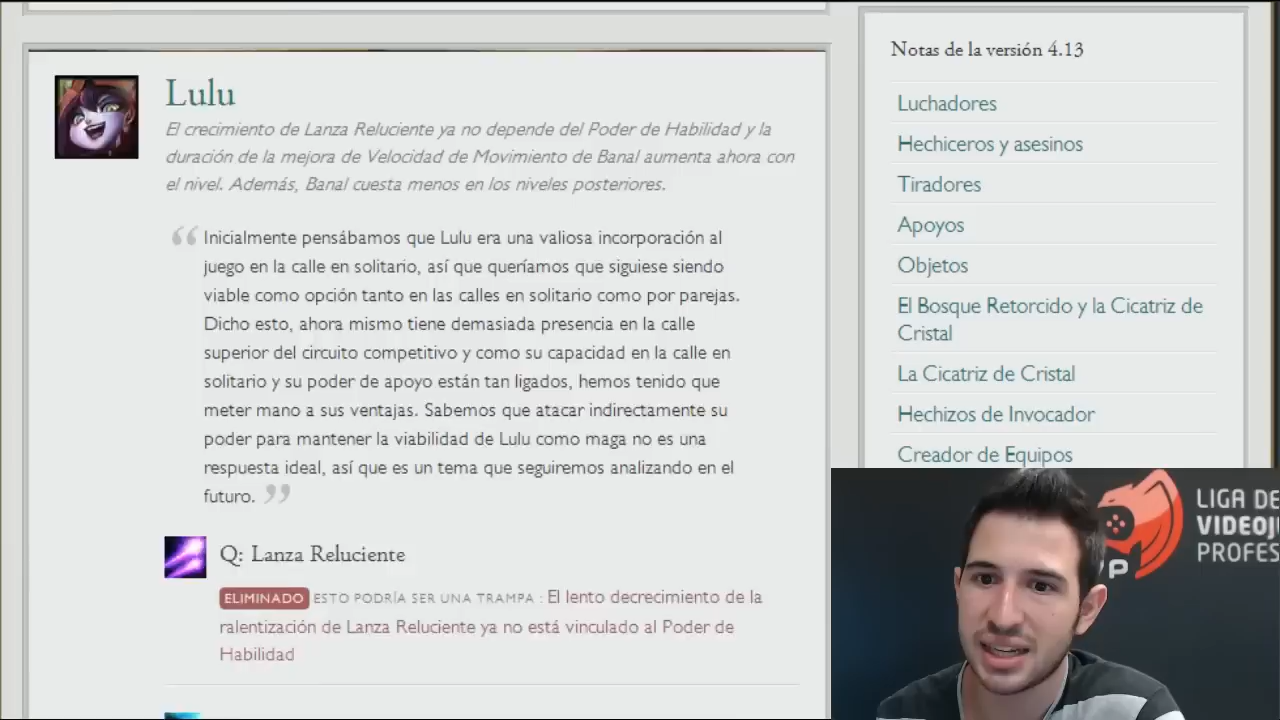 Lulu
El crecimiento de Lanza Reluciente ya no depende del Poder de Habilidad y la
duración de la mejora de Velocidad de Movimiento de Banal aumenta ahora con
el nivel. Además, Banal cuesta menos en los niveles posteriores.
“ Inicialmente pensábamos que Lulu era una valiosa incorporación al
juego en la calle en solitario, así que queríamos que siguiese siendo
viable como opción tanto en las calles en solitario como por parejas.
Dicho esto, ahora mismo tiene demasiada presencia en la calle
superior del circuito competitivo y como su capacidad en la calle en
solitario y su poder de apoyo están tan ligados, hemos tenido que
meter mano a sus ventajas. Sabemos que atacar indirectamente su
poder para mantener la viabilidad de Lulu como maga no es una
respuesta ideal, así que es un tema que seguiremos analizando en el
futuro. ”
Q: Lanza Reluciente
ELIMINADO ESTO PODRÍA SER UNA TRAMPA : El lento decrecimiento de la
ralentización de Lanza Reluciente ya no está vinculado al Poder de
Habilidad
Notas de la versión 4.13
Luchadores
Hechiceros y asesinos
Tiradores
Apoyos
Objetos
El Bosque Retorcido y la Cicatriz de
Cristal
La Cicatriz de Cristal
Hechizos de Invocador
Creador de Equipos
LIGA DE
VIDEOJ
PROFES
VP